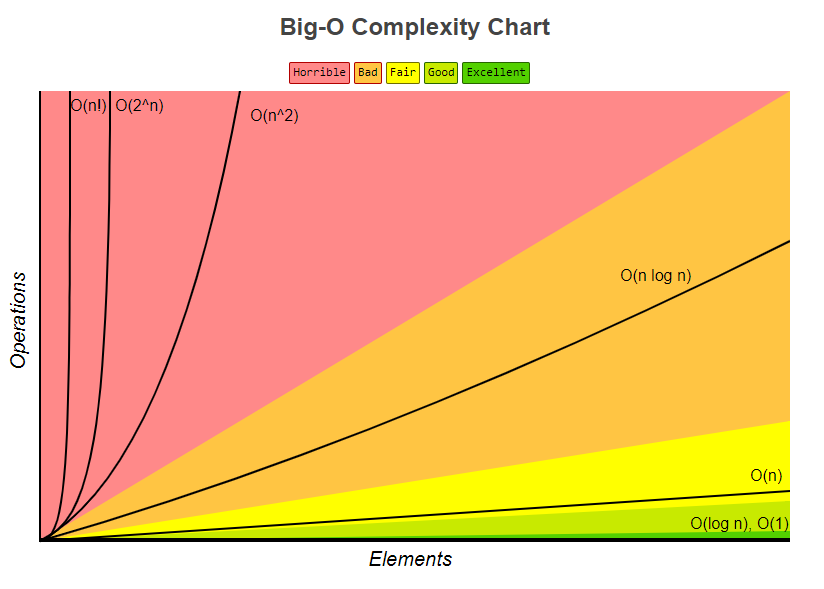 Big-O Complexity Chart
Horrible Bad Fair Good Excellent
O(n!) O(2^n)
O(n^2)
O(n log n)
Operations
O(n)
O(log n), O(1)
Elements